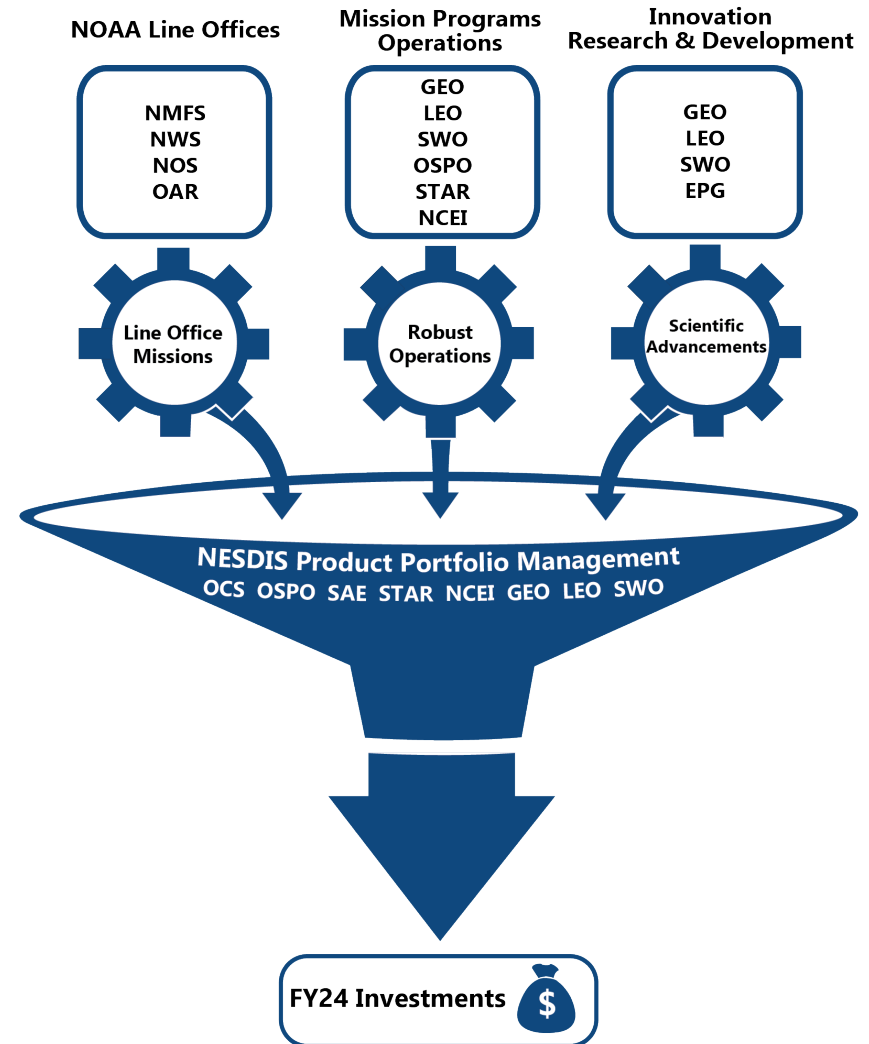 NOAA Line Offices
Mission Programs
Operations
Innovation
Research & Development
NMFS
NWS
NOS
OAR
GEO
LEO
SWO
OSPO
STAR
NCEI
GEO
LEO
SWO
EPG
Line Office
Missions
Robust
Operations
Scientific
Advancements
NESDIS Product Portfolio Management
OCS OSPO SAE STAR NCEI GEO LEO SWO
FY24 Investments
$